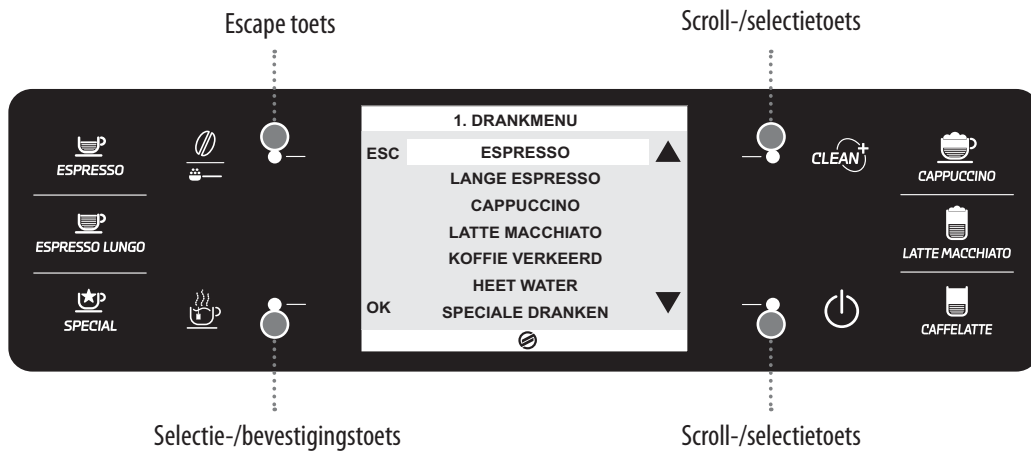 Escape toets
Scroll-/selectietoets
ESPRESSO
ESPRESSO LUNGO
SPECIAL
1. DRANKMENU
ESC
ESPRESSO
LANGE ESPRESSO
CAPPUCCINO
LATTE MACCHIATO
KOFFIE VERKEERD
HEET WATER
OK
SPECIALE DRANKEN
CLEAN+
CAPPUCCINO
LATTE MACCHIATO
CAFFELATTE
Selectie-/bevestigingstoets
Scroll-/selectietoets